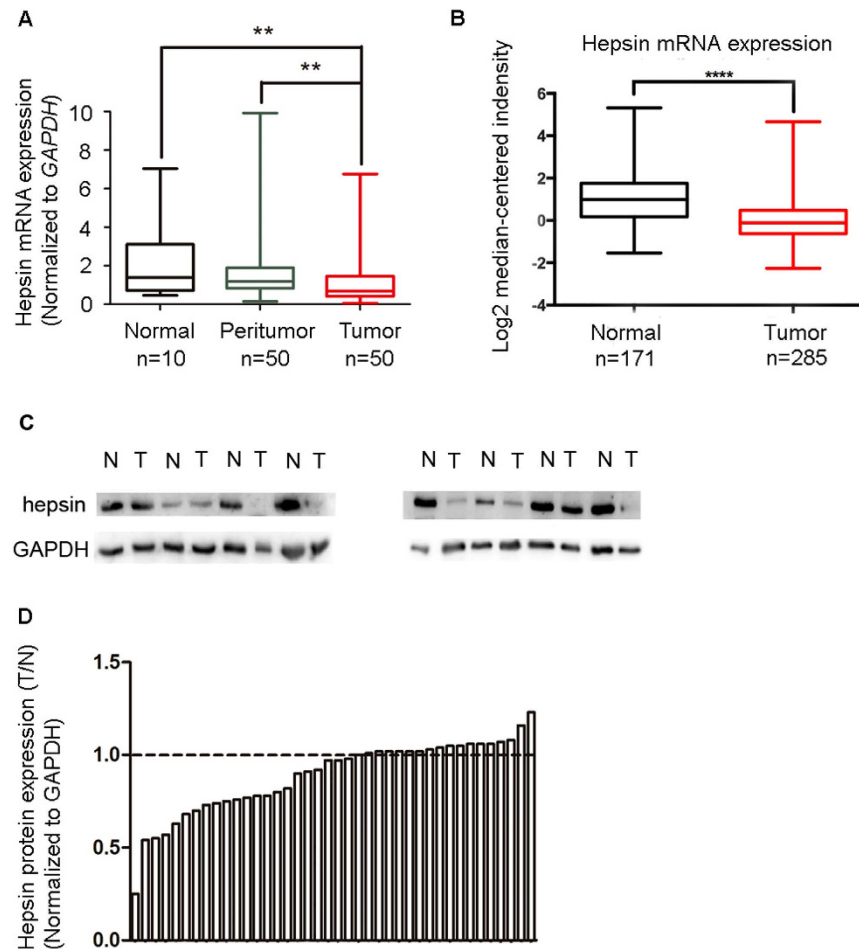 A
Hepsin mRNA expression
(Normalized to GAPDH)
**
**
10
8
6
4
2
0
Normal
n=10
Peritumor
n=50
Tumor
n=50
B
Hepsin mRNA expression
Log2 median-centered indensity
****
6
4
2
0
-2
-4
Normal
n=171
Tumor
n=285
C
N T N T N T N T
N T N T N T N T
hepsin
GAPDH
D
Hepsin protein expression (T/N)
(Normalized to GAPDH)
1.5
1.0
0.5
0.0